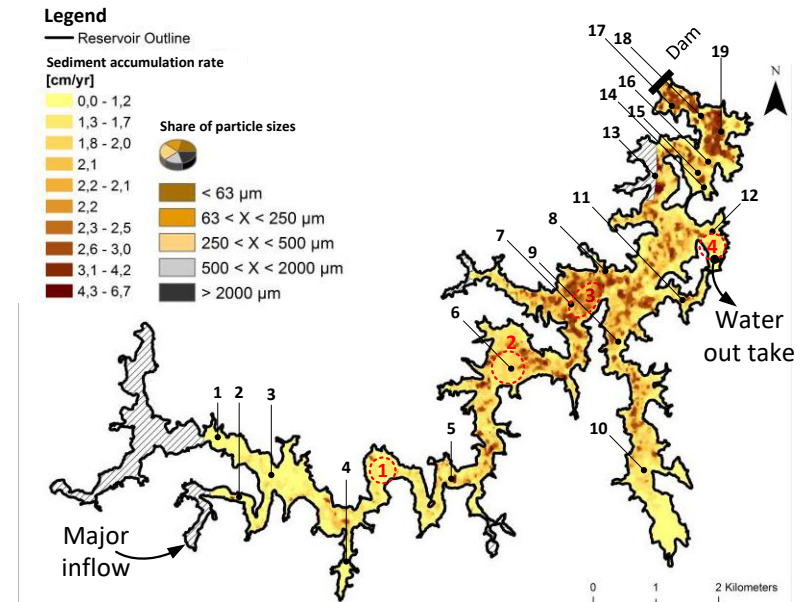 Legend
Reservoir Outline
Sediment accumulation rate
[cm/yr]
0,0 - 1,2
1,3 - 1,7
1,8 - 2,0
2,1
2,2 - 2,1
2,2
2,3 - 2,5
2,6 - 3,0
3,1 - 4,2
4,3 - 6,7
Share of particle sizes
< 63 µm
63 < X < 250 µm
250 < X < 500 µm
500 < X < 2000 µm
> 2000 µm
17
18
Dam
19
N
16
14
15
13
12
11
4
8
7
9
3
Water
out take
6
2
10
1
2
3
4
1
5
Major
inflow
0
1
2 Kilometers